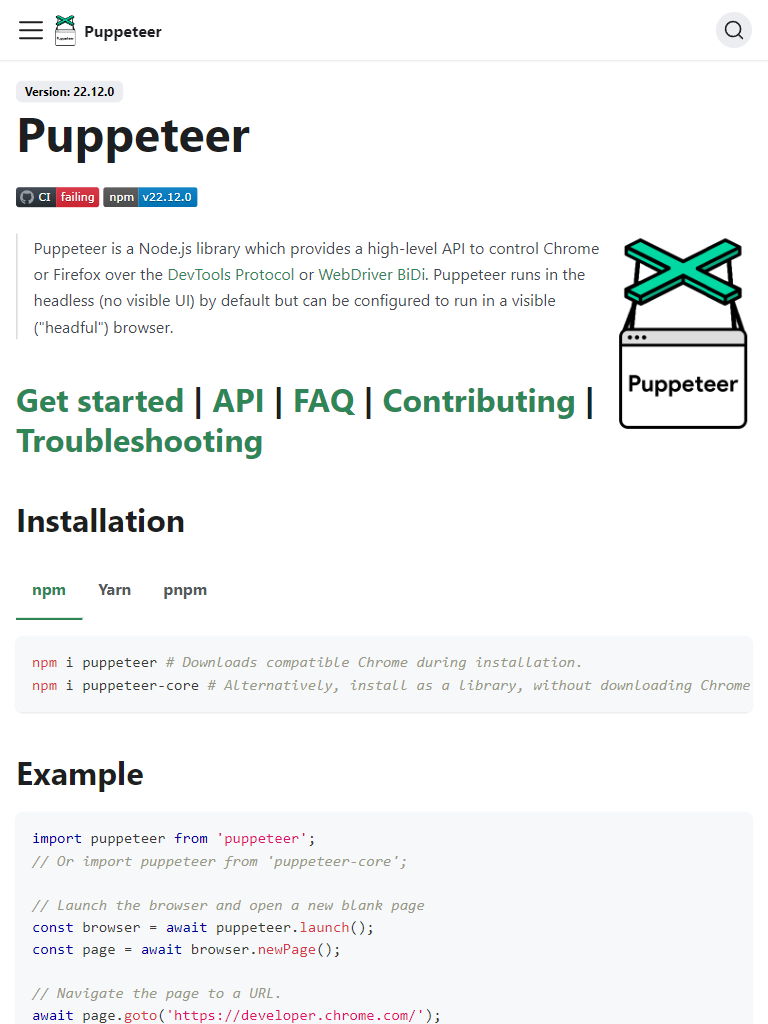 Puppeteer
Version: 22.12.0
Puppeteer
CI failing npm v22.12.0
Puppeteer is a Node.js library which provides a high-level API to control Chrome
or Firefox over the DevTools Protocol or WebDriver BiDi. Puppeteer runs in the
headless (no visible UI) by default but can be configured to run in a visible
("headful") browser.
Puppeteer
Get started | API | FAQ | Contributing |
Troubleshooting
Installation
npm Yarn pnpm
npm i puppeteer # Downloads compatible Chrome during installation.
npm i puppeteer-core # Alternatively, install as a library, without downloading Chrome
Example
import puppeteer from 'puppeteer';
// Or import puppeteer from 'puppeteer-core';
// Launch the browser and open a new blank page
const browser = await puppeteer.launch();
const page = await browser.newPage();
// Navigate the page to a URL.
await page.goto('https://developer.chrome.com/');